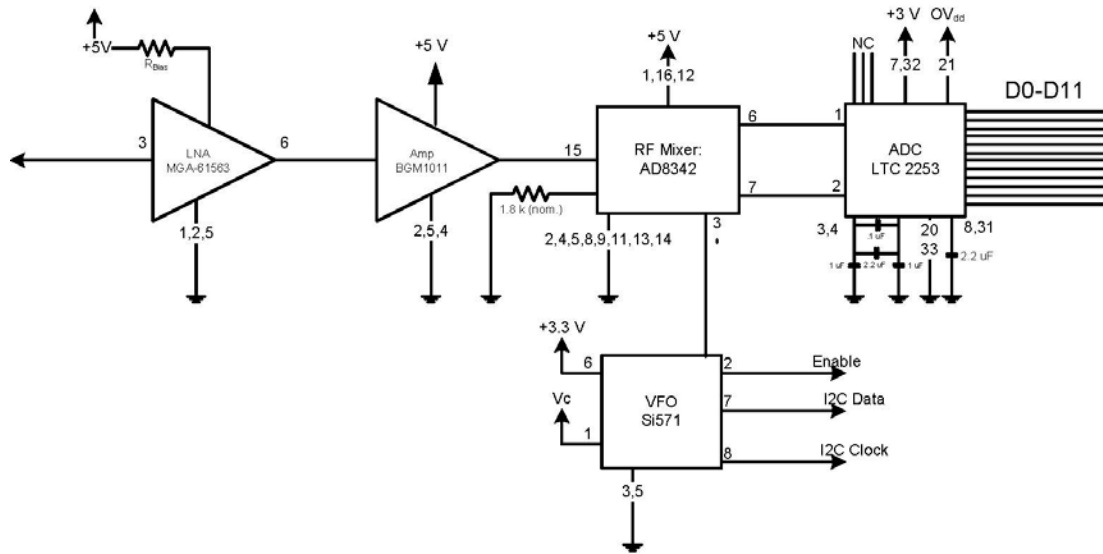 +5V
R_Bias
3
LNA
MGA-61563
6
1,2,5
+5 V
Amp
BGM1011
2,5,4
+5 V
1,16,12
15
RF Mixer:
AD8342
6
7
1.8 k (nom.)
2,4,5,8,9,11,13,14
3
+3 V
OVdd
NC
7,32
21
D0-D11
1
ADC
LTC 2253
2
3,4
20
8,31
.1 uF
33
1 uF
2.2 uF
.1 uF
2.2 uF
+3.3 V
6
2
Enable
Vc
VFO
Si571
7
I2C Data
1
8
I2C Clock
3,5